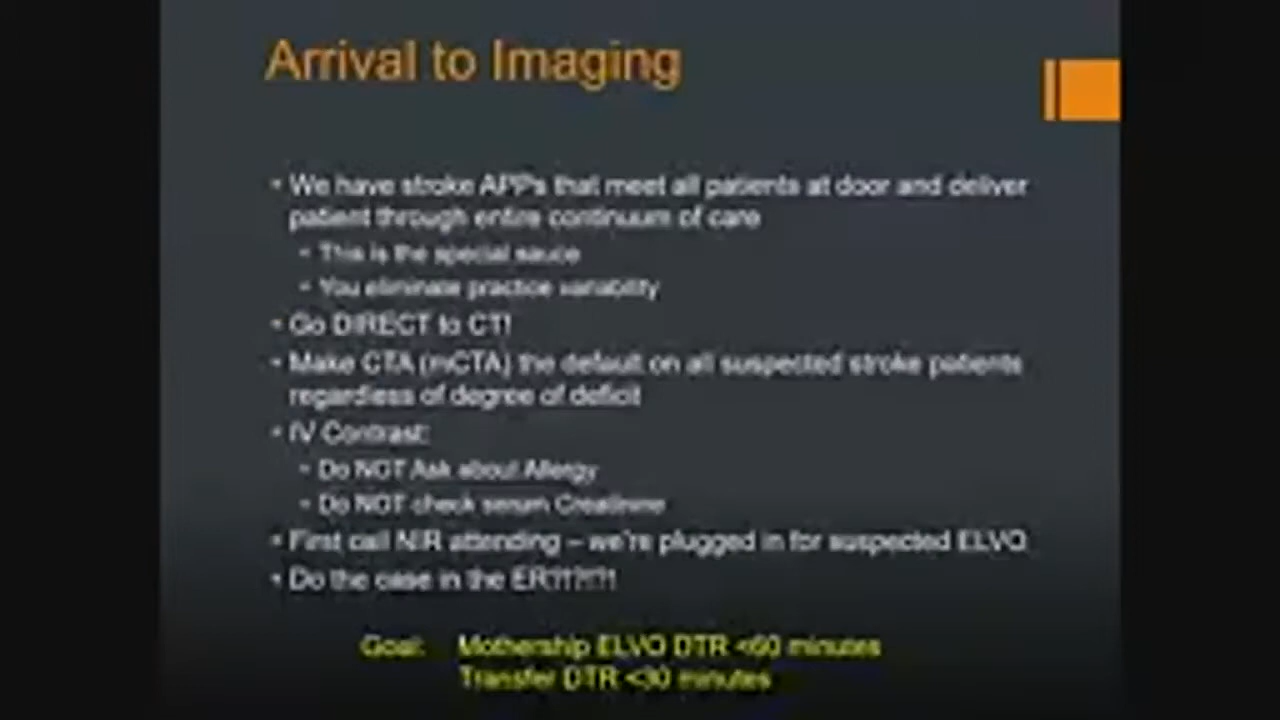 Arrival to Imaging
• We have stroke APPs that meet all patients at door and deliver
patient through entire continuum of care
• This is the special sauce
• You eliminate practice variability
• Go DIRECT to CT!
• Make CTA (mCTA) the default on all suspected stroke patients
regardless of degree of deficit
• IV Contrast:
• Do NOT Ask about Allergy
• Do NOT check serum Creatinine
• First call NIR attending – we're plugged in for suspected ELVO
• Do the case in the ER?!?!?!
Goal: Mothership ELVO DTR <60 minutes
Transfer DTR <30 minutes